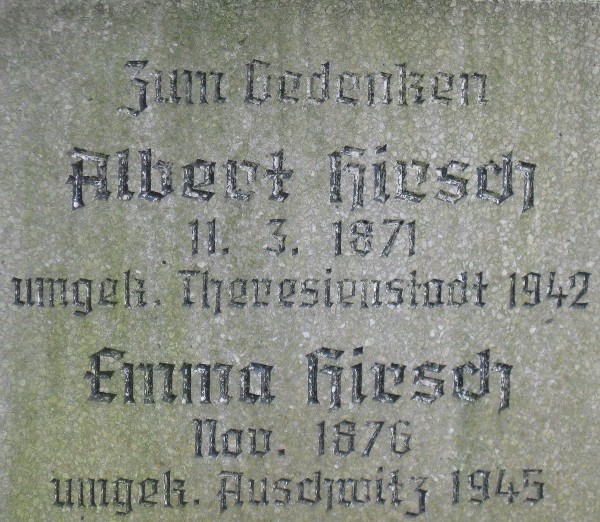 Zum Gedenken
Albert Hirsch
11. 3. 1871
umgek. Theresienstadt 1942
Emma Hirsch
Nov. 1876
umgek. Auschwitz 1945